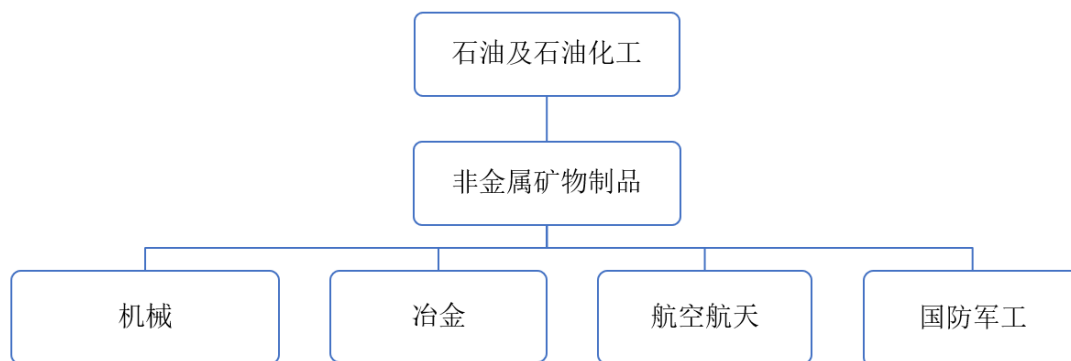 石油及石油化工
非金属矿物制品
机械
冶金
航空航天
国防军工